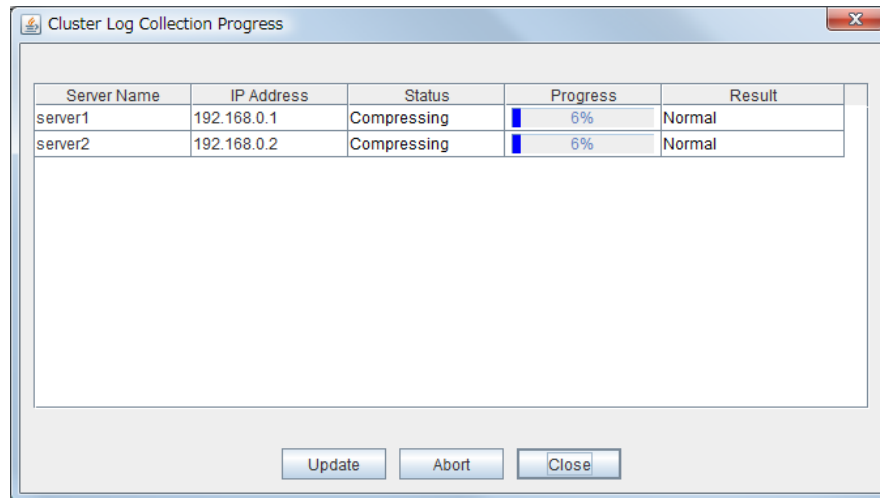 Cluster Log Collection Progress
Server Name IP Address Status Progress Result
server1 192.168.0.1 Compressing 6% Normal
server2 192.168.0.2 Compressing 6% Normal
Update Abort Close